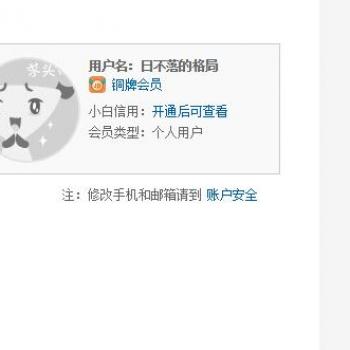 用户名：日不落的格局
铜牌会员
小白信用：开通后可查看
会员类型：个人用户
注：修改手机和邮箱请到 账户安全